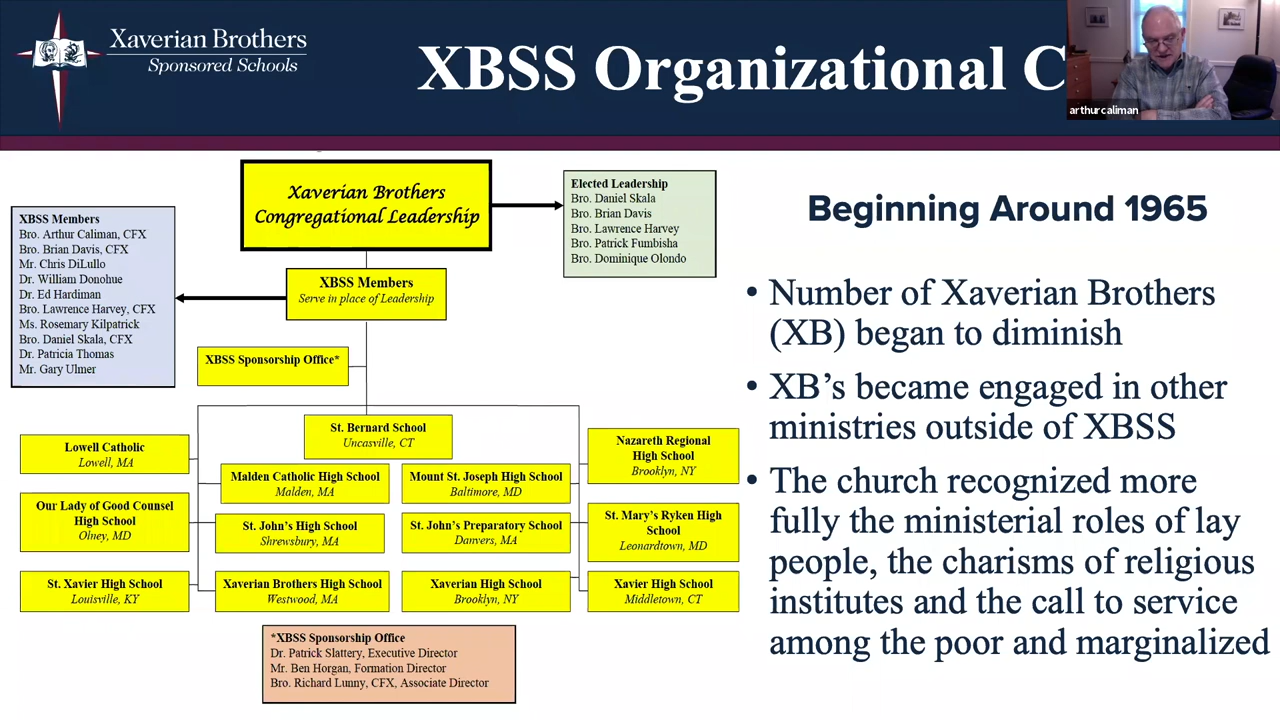 Xaverian Brothers
Sponsored Schools
XBSS Organizational C
arthurcaliman
Xaverian Brothers
Congregational Leadership
Elected Leadership
Bro. Daniel Skala
Bro. Brian Davis
Bro. Lawrence Harvey
Bro. Patrick Fumbisha
Bro. Dominique Olondo
XBSS Members
Bro. Arthur Caliman, CFX
Bro. Brian Davis, CFX
Mr. Chris DiLullo
Dr. William Donohue
Dr. Ed Hardiman
Bro. Lawrence Harvey, CFX
Ms. Rosemary Kilpatrick
Bro. Daniel Skala, CFX
Dr. Patricia Thomas
Mr. Gary Ulmer
XBSS Members
Serve in place of Leadership
XBSS Sponsorship Office*
St. Bernard School
Uncasville, CT
Lowell Catholic
Lowell, MA
Malden Catholic High School
Malden, MA
Mount St. Joseph High School
Baltimore, MD
Nazareth Regional
High School
Brooklyn, NY
Our Lady of Good Counsel
High School
Olney, MD
St. John's High School
Shrewsbury, MA
St. John's Preparatory School
Danvers, MA
St. Mary's Ryken High
School
Leonardtown, MD
St. Xavier High School
Louisville, KY
Xaverian Brothers High School
Westwood, MA
Xaverian High School
Brooklyn, NY
Xavier High School
Middletown, CT
*XBSS Sponsorship Office
Dr. Patrick Slattery, Executive Director
Mr. Ben Horgan, Formation Director
Bro. Richard Lunny, CFX, Associate Director
Beginning Around 1965
• Number of Xaverian Brothers
(XB) began to diminish
• XB's became engaged in other
ministries outside of XBSS
• The church recognized more
fully the ministerial roles of lay
people, the charisms of religious
institutes and the call to service
among the poor and marginalized